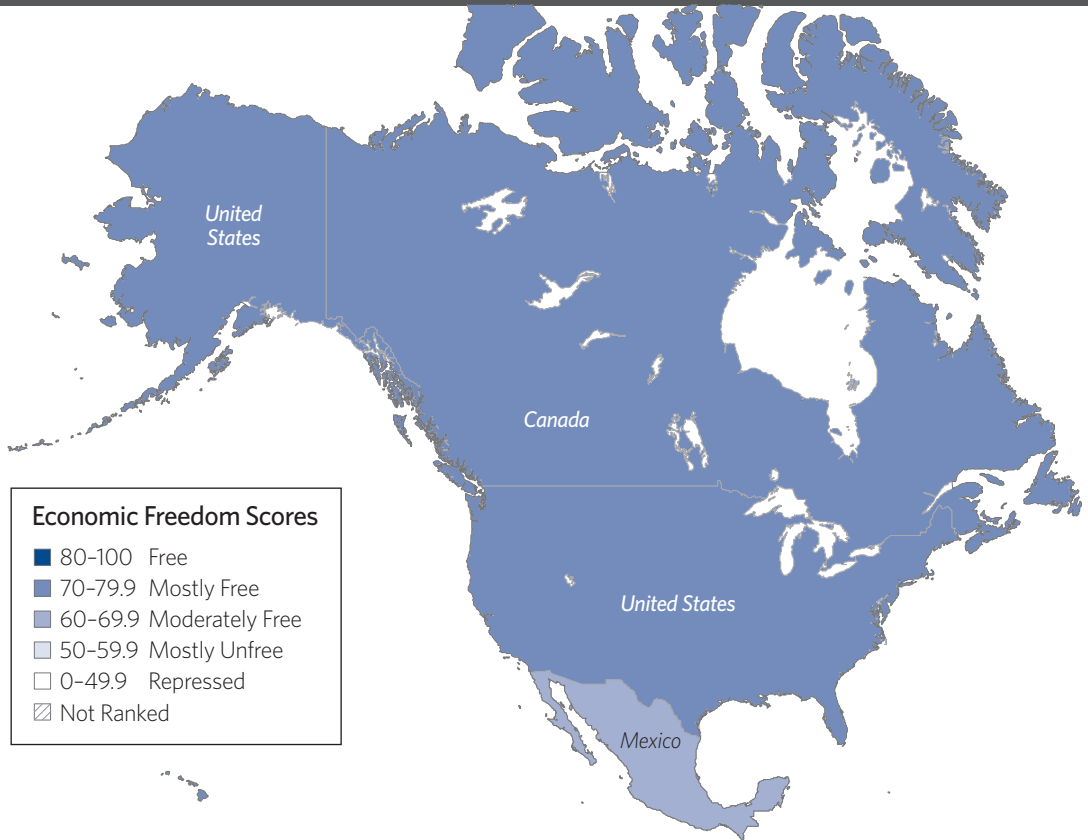 United
States
Canada
United States
Mexico
Economic Freedom Scores
80–100 Free
70–79.9 Mostly Free
60–69.9 Moderately Free
50–59.9 Mostly Unfree
0–49.9 Repressed
Not Ranked